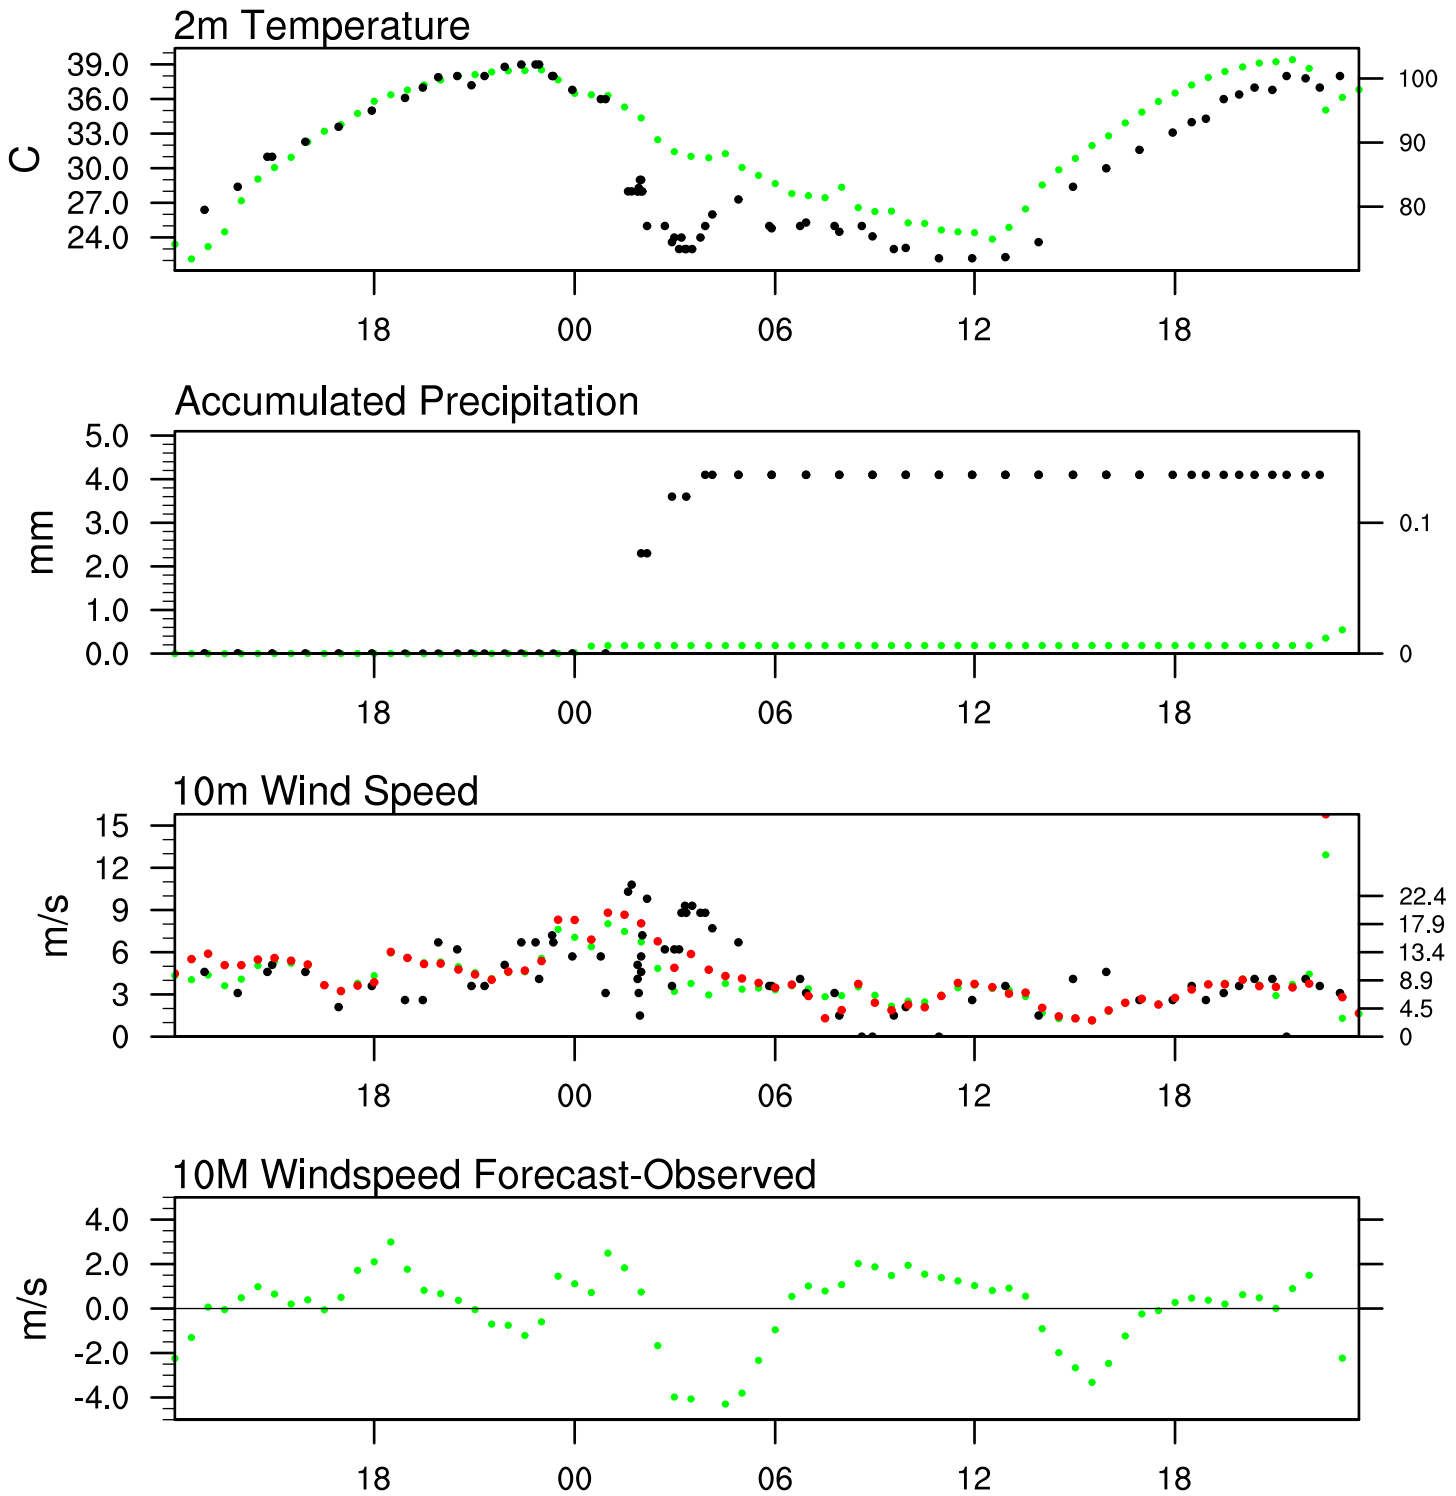 2m Temperature
39.0
36.0
33.0
30.0
27.0
24.0
C
100
90
80
18 00 06 12 18
Accumulated Precipitation
5.0
4.0
3.0
2.0
1.0
0.0
mm
0.1
0
18 00 06 12 18
10m Wind Speed
15
12
9
6
3
0
m/s
22.4
17.9
13.4
8.9
4.5
0
18 00 06 12 18
10M Windspeed Forecast-Observed
4.0
2.0
0.0
-2.0
-4.0
m/s
18 00 06 12 18